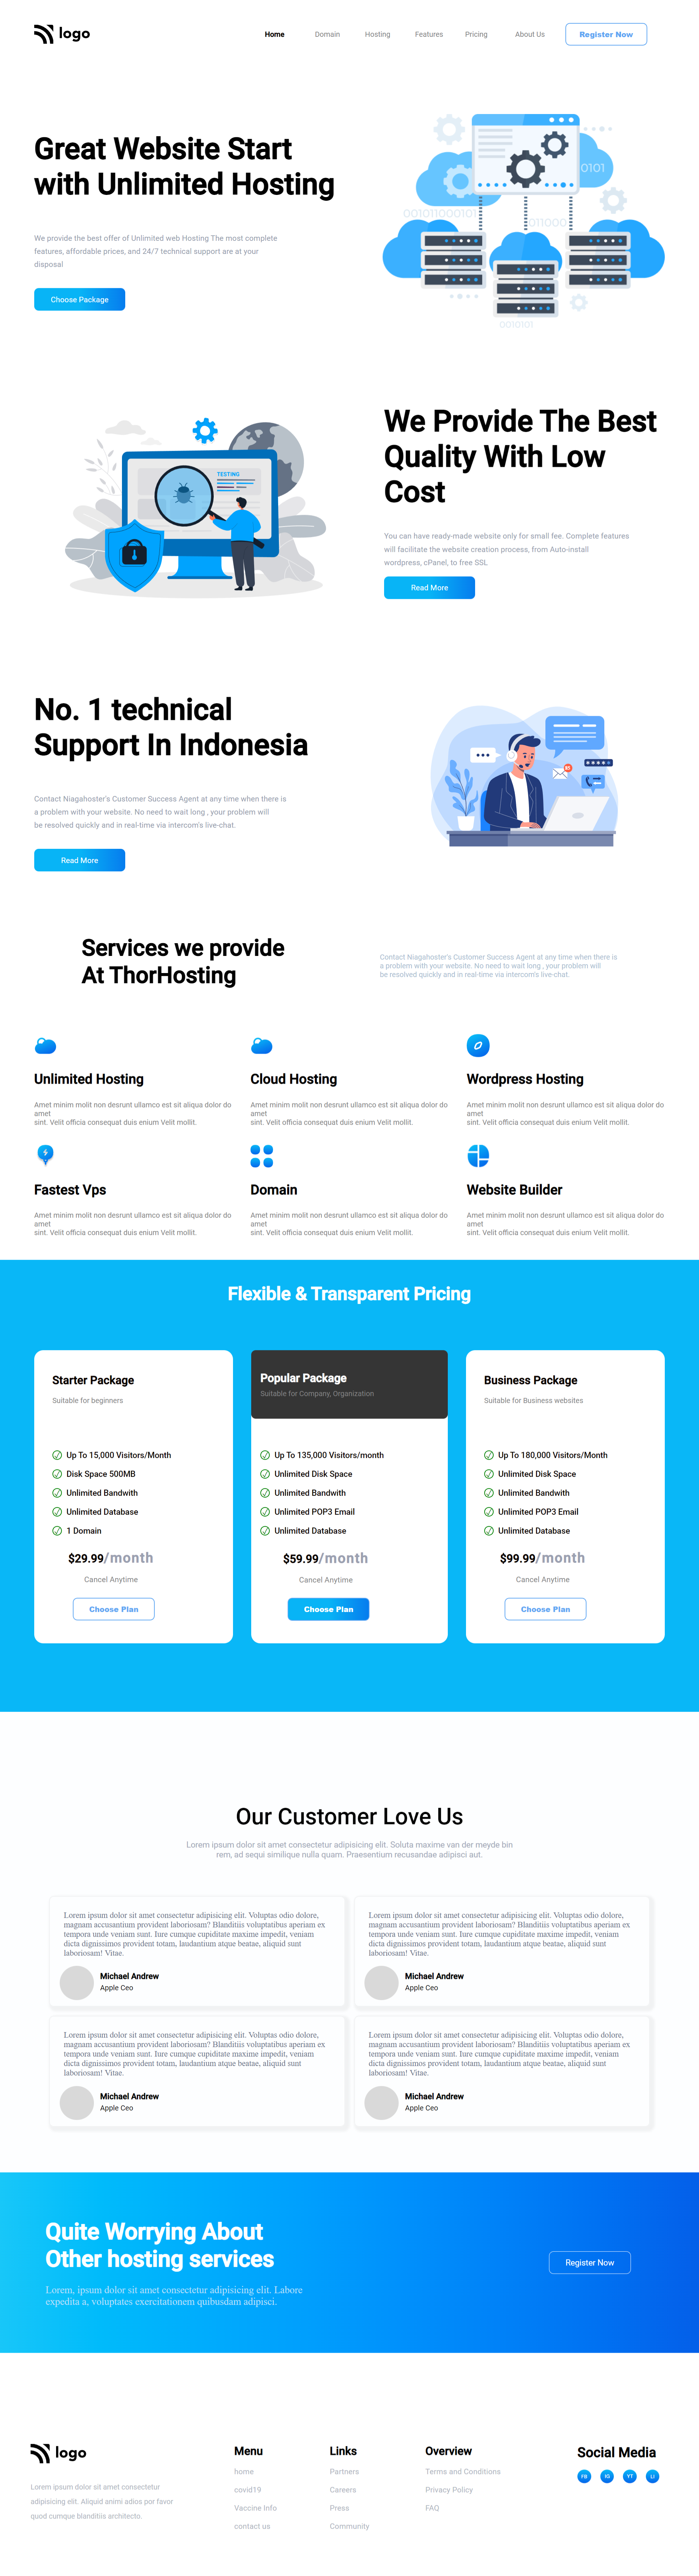 logo
Home Domain Hosting Features Pricing About Us Register Now
Great Website Start
with Unlimited Hosting
We provide the best offer of Unlimited web Hosting The most complete
features, affordable prices, and 24/7 technical support are at your
disposal
Choose Package
001011000101
0101
011000
0010101
TESTING
We Provide The Best
Quality With Low
Cost
You can have ready-made website only for small fee. Complete features
will facilitate the website creation process, from Auto-install
wordpress, cPanel, to free SSL
Read More
No. 1 technical
Support In Indonesia
Contact Niagahoster's Customer Success Agent at any time when there is
a problem with your website. No need to wait long , your problem will
be resolved quickly and in real-time via intercom's live-chat.
Read More
Services we provide
At ThorHosting
Contact Niagahoster's Customer Success Agent at any time when there is
a problem with your website. No need to wait long , your problem will
be resolved quickly and in real-time via intercom's live-chat.
Unlimited Hosting
Amet minim molit non desrunt ullamco est sit aliqua dolor do
amet
sint. Velit officia consequat duis enium Velit mollit.
Cloud Hosting
Amet minim molit non desrunt ullamco est sit aliqua dolor do
amet
sint. Velit officia consequat duis enium Velit mollit.
Wordpress Hosting
Amet minim molit non desrunt ullamco est sit aliqua dolor do
amet
sint. Velit officia consequat duis enium Velit mollit.
Fastest Vps
Amet minim molit non desrunt ullamco est sit aliqua dolor do
amet
sint. Velit officia consequat duis enium Velit mollit.
Domain
Amet minim molit non desrunt ullamco est sit aliqua dolor do
amet
sint. Velit officia consequat duis enium Velit mollit.
Website Builder
Amet minim molit non desrunt ullamco est sit aliqua dolor do
amet
sint. Velit officia consequat duis enium Velit mollit.
Flexible & Transparent Pricing
Starter Package
Suitable for beginners
Up To 15,000 Visitors/Month
Disk Space 500MB
Unlimited Bandwith
Unlimited Database
1 Domain
$29.99/month
Cancel Anytime
Choose Plan
Popular Package
Suitable for Company, Organization
Up To 135,000 Visitors/month
Unlimited Disk Space
Unlimited Bandwith
Unlimited POP3 Email
Unlimited Database
$59.99/month
Cancel Anytime
Choose Plan
Business Package
Suitable for Business websites
Up To 180,000 Visitors/Month
Unlimited Disk Space
Unlimited Bandwith
Unlimited POP3 Email
Unlimited Database
$99.99/month
Cancel Anytime
Choose Plan
Our Customer Love Us
Lorem ipsum dolor sit amet consectetur adipisicing elit. Soluta maxime van der meyde bin
rem, ad sequi similique nulla quam. Praesentium recusandae adipisci aut.
Lorem ipsum dolor sit amet consectetur adipisicing elit. Voluptas odio dolore,
magnam accusantium provident laboriosam? Blanditiis voluptatibus aperiam ex
tempora unde veniam sunt. Iure cumque cupiditate maxime impedit, veniam
dicta dignissimos provident totam, laudantium atque beatae, aliquid sunt
laboriosam! Vitae.
Michael Andrew
Apple Ceo
Lorem ipsum dolor sit amet consectetur adipisicing elit. Voluptas odio dolore,
magnam accusantium provident laboriosam? Blanditiis voluptatibus aperiam ex
tempora unde veniam sunt. Iure cumque cupiditate maxime impedit, veniam
dicta dignissimos provident totam, laudantium atque beatae, aliquid sunt
laboriosam! Vitae.
Michael Andrew
Apple Ceo
Lorem ipsum dolor sit amet consectetur adipisicing elit. Voluptas odio dolore,
magnam accusantium provident laboriosam? Blanditiis voluptatibus aperiam ex
tempora unde veniam sunt. Iure cumque cupiditate maxime impedit, veniam
dicta dignissimos provident totam, laudantium atque beatae, aliquid sunt
laboriosam! Vitae.
Michael Andrew
Apple Ceo
Lorem ipsum dolor sit amet consectetur adipisicing elit. Voluptas odio dolore,
magnam accusantium provident laboriosam? Blanditiis voluptatibus aperiam ex
tempora unde veniam sunt. Iure cumque cupiditate maxime impedit, veniam
dicta dignissimos provident totam, laudantium atque beatae, aliquid sunt
laboriosam! Vitae.
Michael Andrew
Apple Ceo
Quite Worrying About
Other hosting services
Lorem, ipsum dolor sit amet consectetur adipisicing elit. Labore
expedita a, voluptates exercitationem quibusdam adipisci.
Register Now
logo
Lorem ipsum dolor sit amet consectetur
adipisicing elit. Aliquid animi adios por favor
quod cumque blanditiis architecto.
Menu
home
covid19
Vaccine Info
contact us
Links
Partners
Careers
Press
Community
Overview
Terms and Conditions
Privacy Policy
FAQ
Social Media
FB IG YT LI